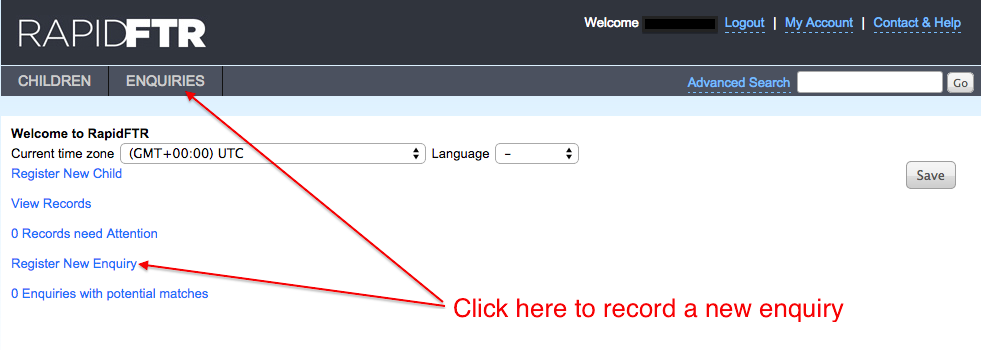 RAPIDFTR
Welcome Logout | My Account | Contact & Help
CHILDREN ENQUIRIES Advanced Search Go
Welcome to RapidFTR
Current time zone (GMT+00:00) UTC Language –
Register New Child
Save
View Records
0 Records need Attention
Register New Enquiry
0 Enquiries with potential matches
Click here to record a new enquiry